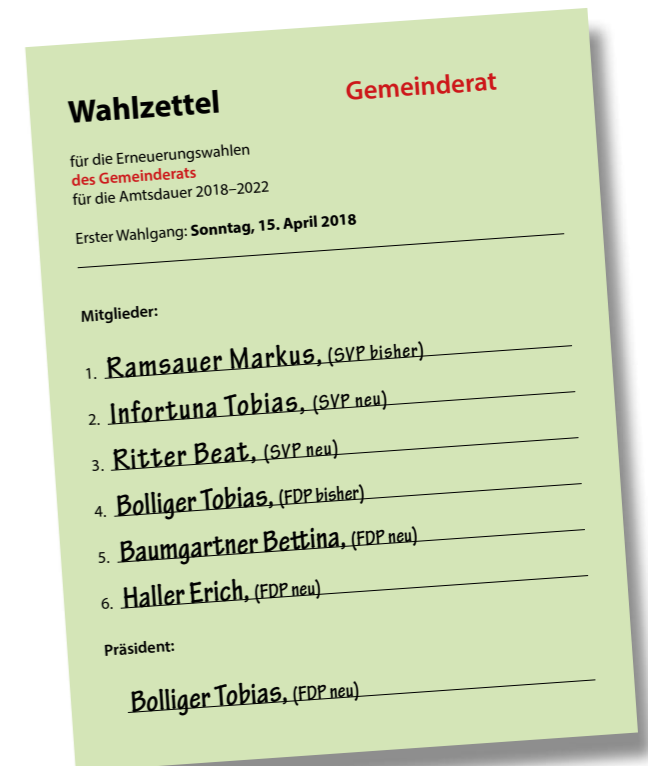 Wahlzettel
Gemeinderat
für die Erneuerungswahlen
des Gemeinderats
für die Amtsdauer 2018–2022
Erster Wahlgang: Sonntag, 15. April 2018
Mitglieder:
1. Ramsauer Markus, (SVP bisher)
2. Infortuna Tobias, (SVP neu)
3. Ritter Beat, (SVP neu)
4. Bolliger Tobias, (FDP bisher)
5. Baumgartner Bettina, (FDP neu)
6. Haller Erich, (FDP neu)
Präsident:
Bolliger Tobias, (FDP neu)